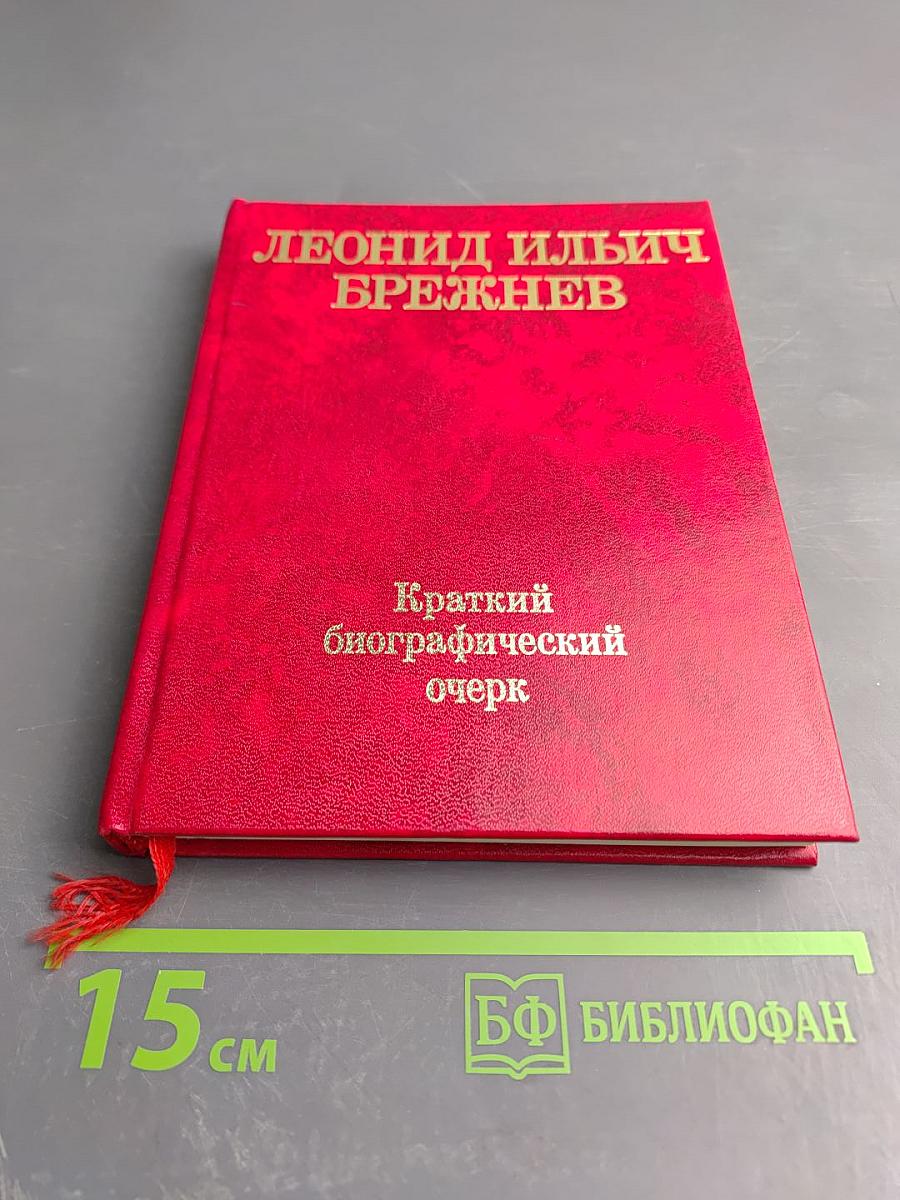 ЛЕОНИД ИЛЬИЧ
БРЕЖНЕВ
Краткий
биографический
очерк
15 см
БФ БИБЛИОФАН